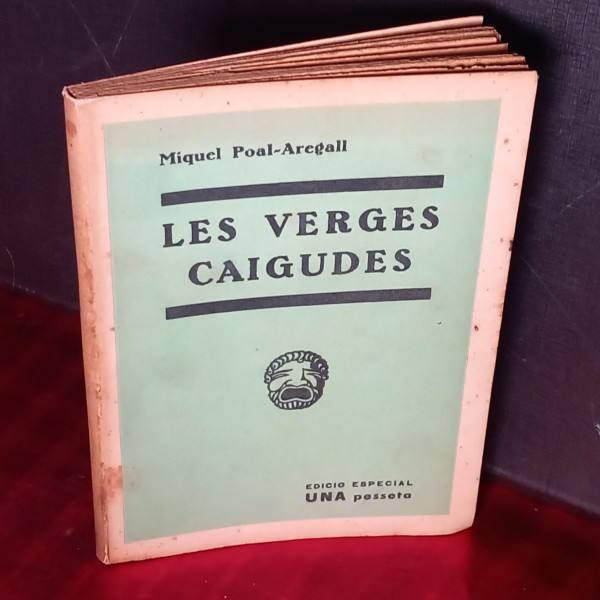 Miquel Poal-Aregall
LES VERGES
CAIGUDES
EDICIO ESPECIAL
UNA pesseta